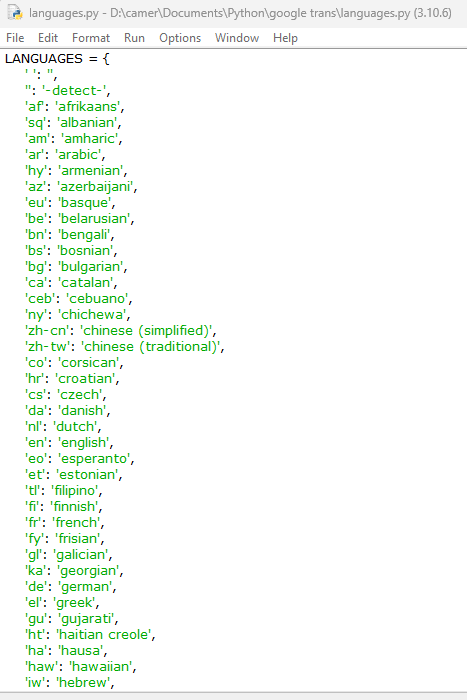 languages.py - D:\camer\Documents\Python\google trans\languages.py (3.10.6)
File Edit Format Run Options Window Help
LANGUAGES = {
' ': '',
'': '-detect-',
'af': 'afrikaans',
'sq': 'albanian',
'am': 'amharic',
'ar': 'arabic',
'hy': 'armenian',
'az': 'azerbaijani',
'eu': 'basque',
'be': 'belarusian',
'bn': 'bengali',
'bs': 'bosnian',
'bg': 'bulgarian',
'ca': 'catalan',
'ceb': 'cebuano',
'ny': 'chichewa',
'zh-cn': 'chinese (simplified)',
'zh-tw': 'chinese (traditional)',
'co': 'corsican',
'hr': 'croatian',
'cs': 'czech',
'da': 'danish',
'nl': 'dutch',
'en': 'english',
'eo': 'esperanto',
'et': 'estonian',
'tl': 'filipino',
'fi': 'finnish',
'fr': 'french',
'fy': 'frisian',
'gl': 'galician',
'ka': 'georgian',
'de': 'german',
'el': 'greek',
'gu': 'gujarati',
'ht': 'haitian creole',
'ha': 'hausa',
'haw': 'hawaiian',
'iw': 'hebrew',